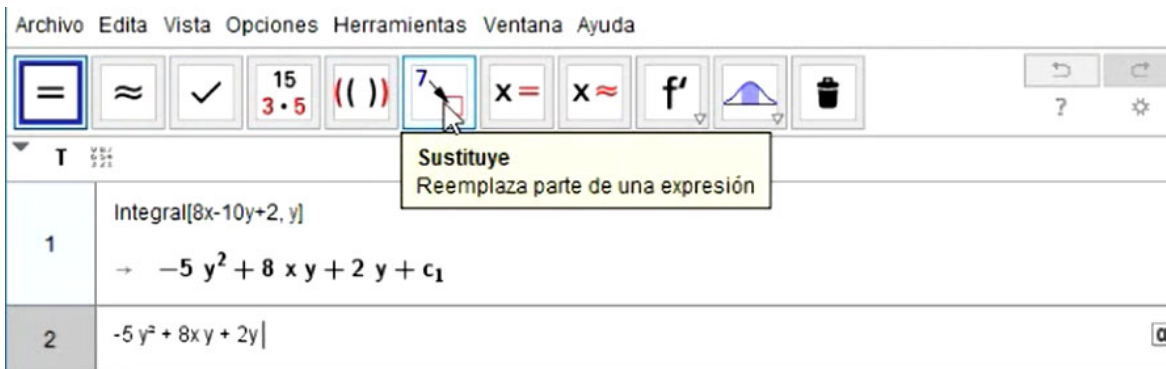 Archivo Edita Vista Opciones Herramientas Ventana Ayuda
= ≈ ✓ 15 3·5 (( )) 7 x= x≈ f'
?
T
Sustituye
Reemplaza parte de una expresión
1
Integral[8x-10y+2, y]
→ −5 y² + 8 x y + 2 y + c₁
2
-5 y² + 8x y + 2y